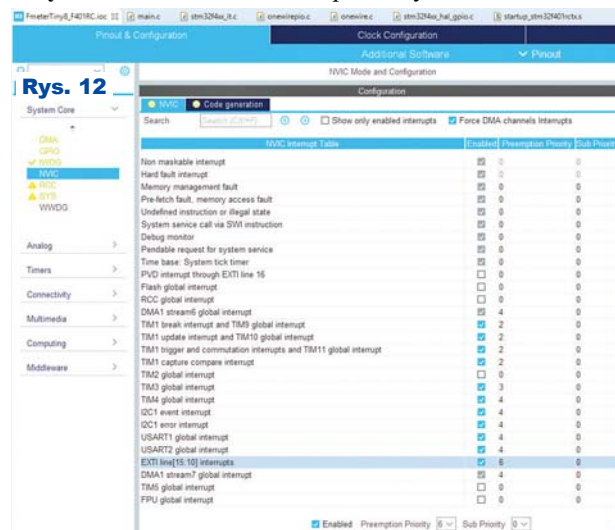 FmeterTiny8_F401RC.ioc main.c stm32f4xx_it.c onewirepio.c onewire.c stm32f4xx_hal_gpio.c startup_stm32f401rctx.s
Pinout & Configuration Clock Configuration
Additional Software Pinout
NVIC Mode and Configuration
Configuration
Rys. 12
NVIC Code generation
System Core
Search Search (Ctrl+F) Show only enabled interrupts Force DMA channels Interrupts
NVIC Interrupt Table Enabled Preemption Priority Sub Priority
DMA
GPIO
IWDG
NVIC
RCC
SYS
WWDG
Analog
Timers
Connectivity
Multimedia
Computing
Middleware
Non maskable interrupt 0 0
Hard fault interrupt 0 0
Memory management fault 0 0
Pre-fetch fault, memory access fault 0 0
Undefined instruction or illegal state 0 0
System service call via SWI instruction 0 0
Debug monitor 0 0
Pendable request for system service 0 0
Time base: System tick timer 0 0
PVD interrupt through EXTI line 16 0 0
Flash global interrupt 0 0
RCC global interrupt 0 0
DMA1 stream6 global interrupt 4 0
TIM1 break interrupt and TIM9 global interrupt 2 0
TIM1 update interrupt and TIM10 global interrupt 2 0
TIM1 trigger and commutation interrupts and TIM11 global interrupt 2 0
TIM1 capture compare interrupt 2 0
TIM2 global interrupt 0 0
TIM3 global interrupt 3 0
TIM4 global interrupt 4 0
I2C1 event interrupt 4 0
I2C1 error interrupt 4 0
USART1 global interrupt 4 0
USART2 global interrupt 4 0
EXTI line[15:10] interrupts 6 0
DMA1 stream7 global interrupt 4 0
TIM5 global interrupt 0 0
FPU global interrupt 0 0
Enabled Preemption Priority 6 Sub Priority 0